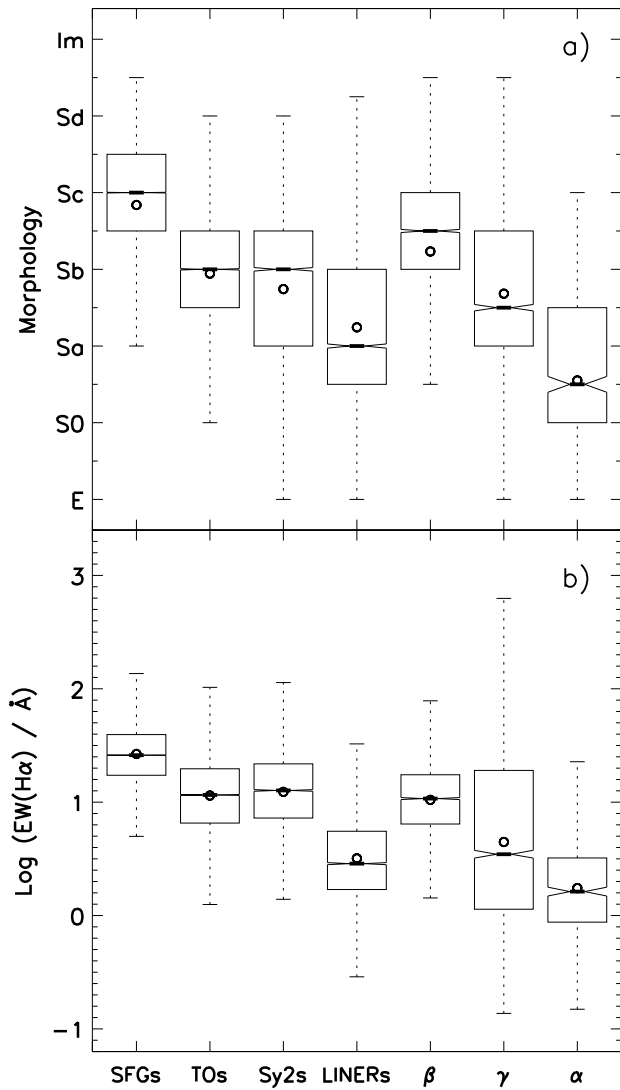 a)
Im
Sd
Sc
Sb
Sa
S0
E
Morphology
b)
3
2
1
0
−1
Log (EW(Hα) / Å)
SFGs TOs Sy2s LINERs β γ α